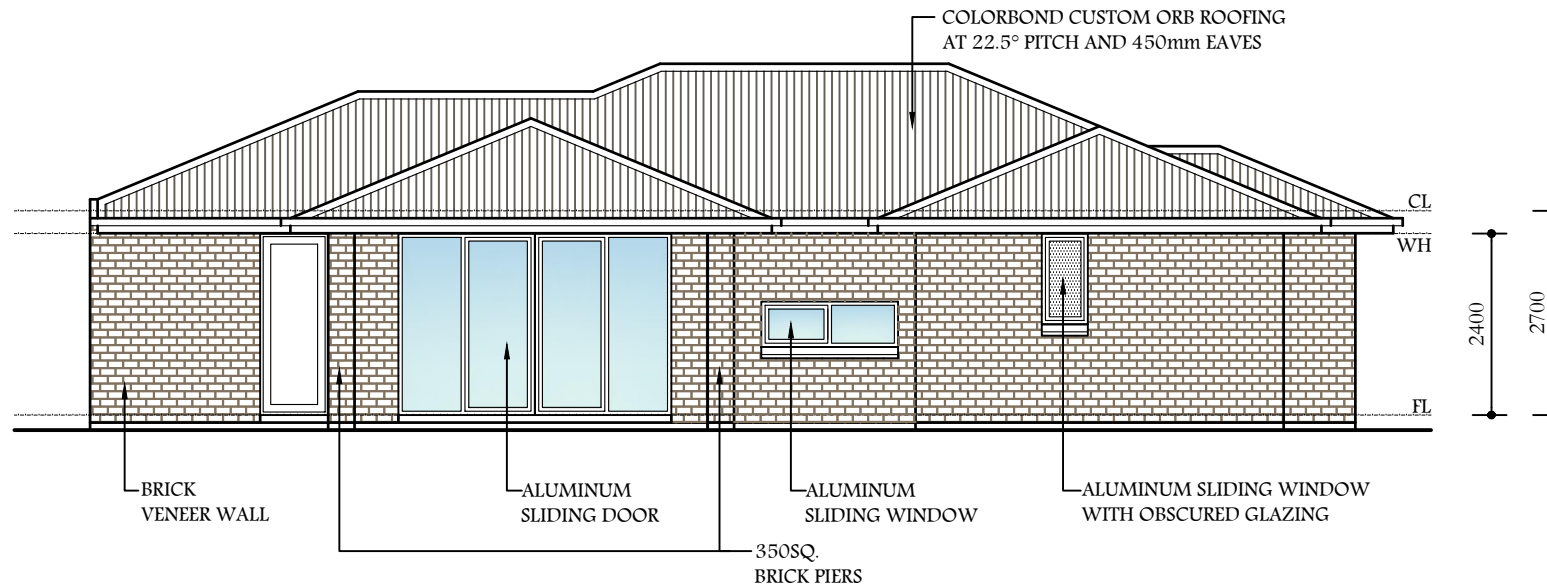 COLORBOND CUSTOM ORB ROOFING
AT 22.5° PITCH AND 450mm EAVES
CL
WH
2400
2700
FL
BRICK
VENEER WALL
ALUMINUM
SLIDING DOOR
ALUMINUM
SLIDING WINDOW
ALUMINUM SLIDING WINDOW
WITH OBSCURED GLAZING
350SQ.
BRICK PIERS